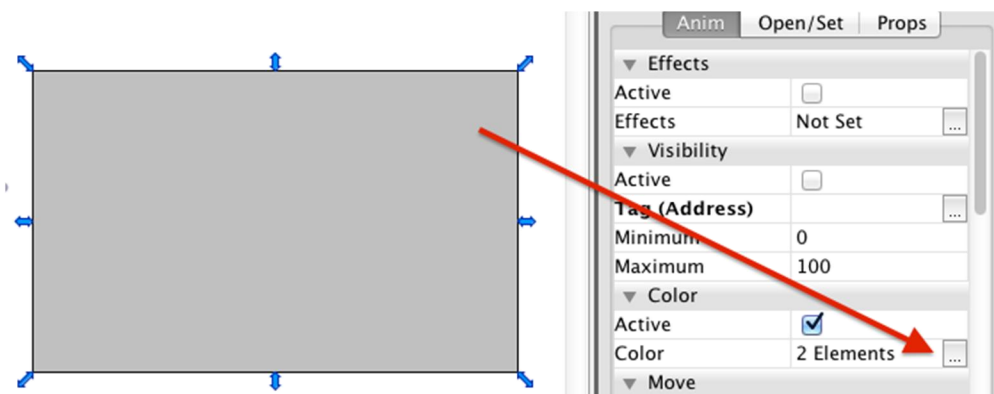 Anim Open/Set Props
Effects
Active
Effects Not Set ...
Visibility
Active
Tag (Address) ...
Minimum 0
Maximum 100
Color
Active
Color 2 Elements ...
Move